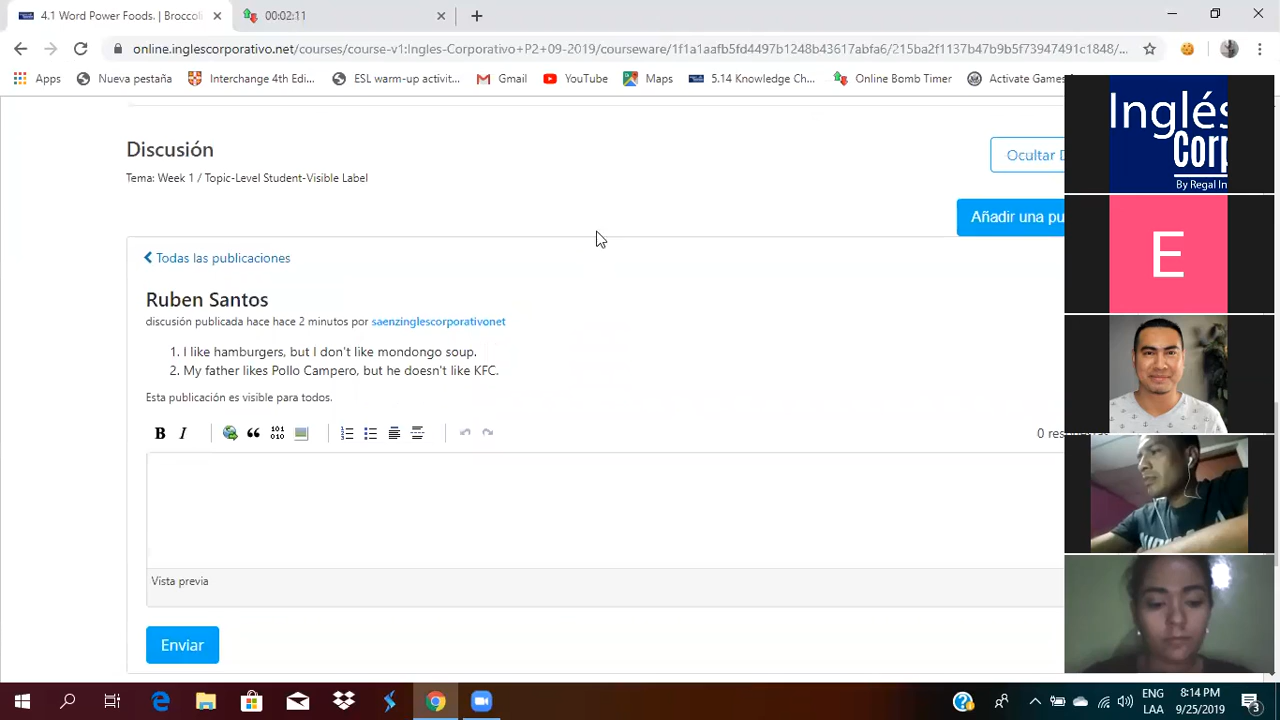 4.1 Word Power Foods. | Broccoli
00:02:11
online.inglescorporativo.net/courses/course-v1:Ingles-Corporativo+P2+09-2019/courseware/1f1a1aafb5fd4497b1248b43617abfa6/215ba2f1137b47b9b5f73947491c1848/...
Apps Nueva pestaña Interchange 4th Edi... ESL warm-up activit... Gmail YouTube Maps 5.14 Knowledge Ch... Online Bomb Timer Activate Games
Inglés
Corp
By Regal In
Discusión
Ocultar D
Tema: Week 1 / Topic-Level Student-Visible Label
Añadir una pu
E
Todas las publicaciones
Ruben Santos
discusión publicada hace hace 2 minutos por saenzinglescorporativonet
1. I like hamburgers, but I don't like mondongo soup.
2. My father likes Pollo Campero, but he doesn't like KFC.
Esta publicación es visible para todos.
B I 101 010
0 respuestas
Vista previa
Enviar
ENG 8:14 PM
LAA 9/25/2019
3